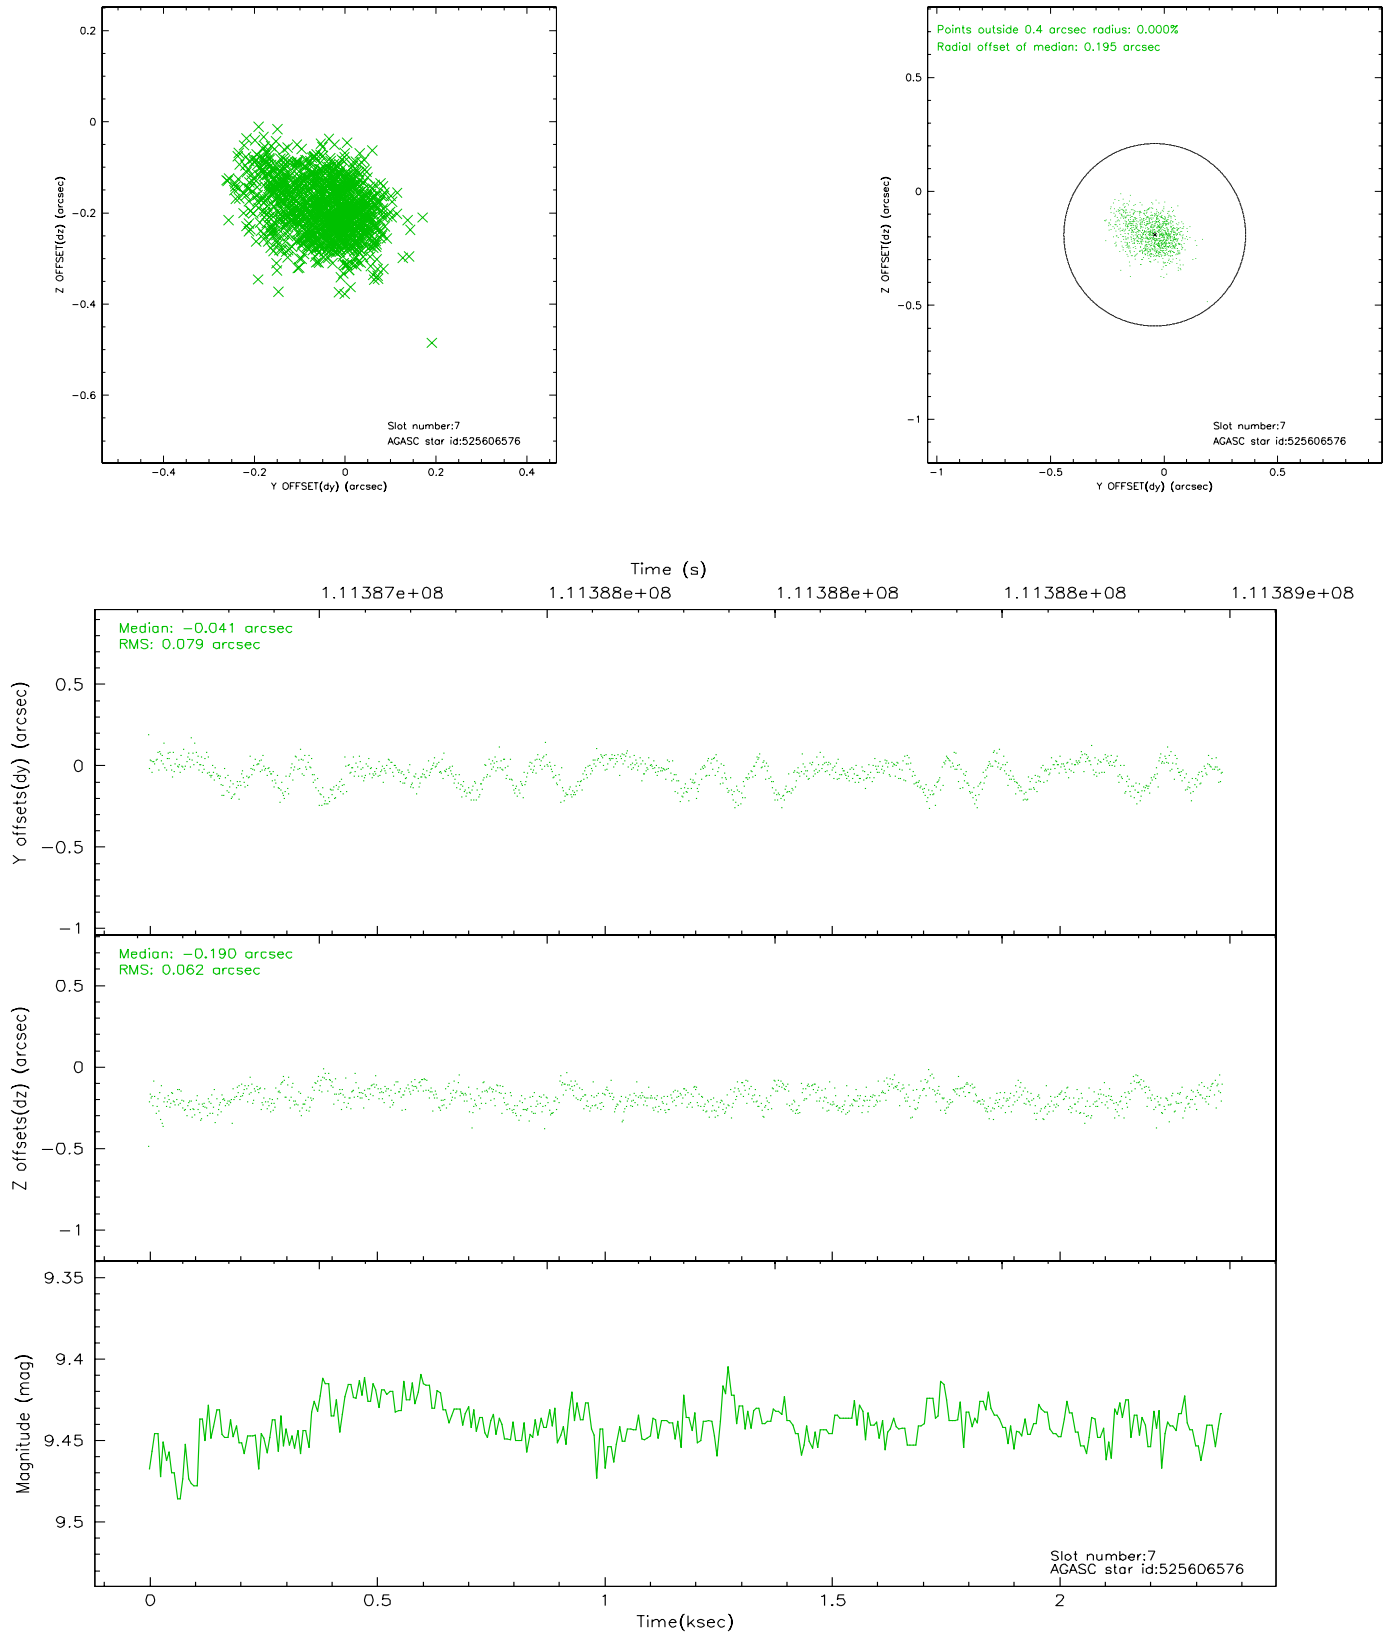 0.2
0
−0.2
−0.4
−0.6
Z OFFSET(dz) (arcsec)
Slot number:7
AGASC star id:525606576
−0.4 −0.2 0 0.2 0.4
Y OFFSET(dy) (arcsec)
Points outside 0.4 arcsec radius: 0.000%
Radial offset of median: 0.195 arcsec
0.5
0
−0.5
−1
Z OFFSET(dz) (arcsec)
Slot number:7
AGASC star id:525606576
−1 −0.5 0 0.5
Y OFFSET(dy) (arcsec)
Time (s)
1.11387e+08 1.11388e+08 1.11388e+08 1.11388e+08 1.11389e+08
Median: −0.041 arcsec
RMS: 0.079 arcsec
0.5
0
−0.5
−1
Y offsets(dy) (arcsec)
Median: −0.190 arcsec
RMS: 0.062 arcsec
0.5
0
−0.5
−1
Z offsets(dz) (arcsec)
9.35
9.4
9.45
9.5
Magnitude (mag)
Slot number:7
AGASC star id:525606576
0 0.5 1 1.5 2
Time(ksec)